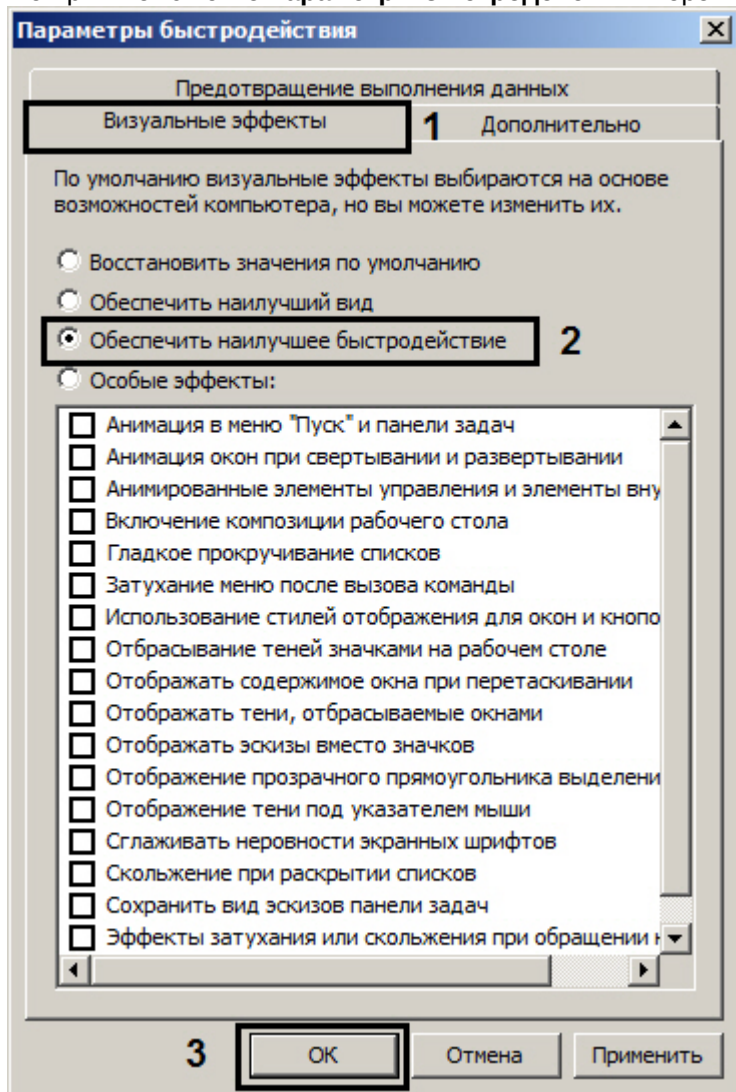 Параметры быстродействия
Предотвращение выполнения данных
Визуальные эффекты 1 Дополнительно
По умолчанию визуальные эффекты выбираются на основе
возможностей компьютера, но вы можете изменить их.
Восстановить значения по умолчанию
Обеспечить наилучший вид
Обеспечить наилучшее быстродействие 2
Особые эффекты:
Анимация в меню "Пуск" и панели задач
Анимация окон при свертывании и развертывании
Анимированные элементы управления и элементы вну
Включение композиции рабочего стола
Гладкое прокручивание списков
Затухание меню после вызова команды
Использование стилей отображения для окон и кнопо
Отбрасывание теней значками на рабочем столе
Отображать содержимое окна при перетаскивании
Отображать тени, отбрасываемые окнами
Отображать эскизы вместо значков
Отображение прозрачного прямоугольника выделени
Отображение тени под указателем мыши
Сглаживать неровности экранных шрифтов
Скольжение при раскрытии списков
Сохранить вид эскизов панели задач
Эффекты затухания или скольжения при обращении
3 ОК Отмена Применить